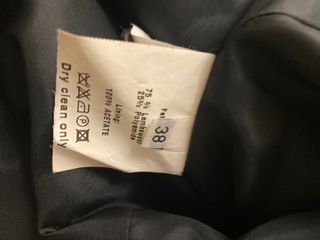 38
75 % Lambswool
25% Polyamide
Lining:
100% ACETATE
P
Dry clean only